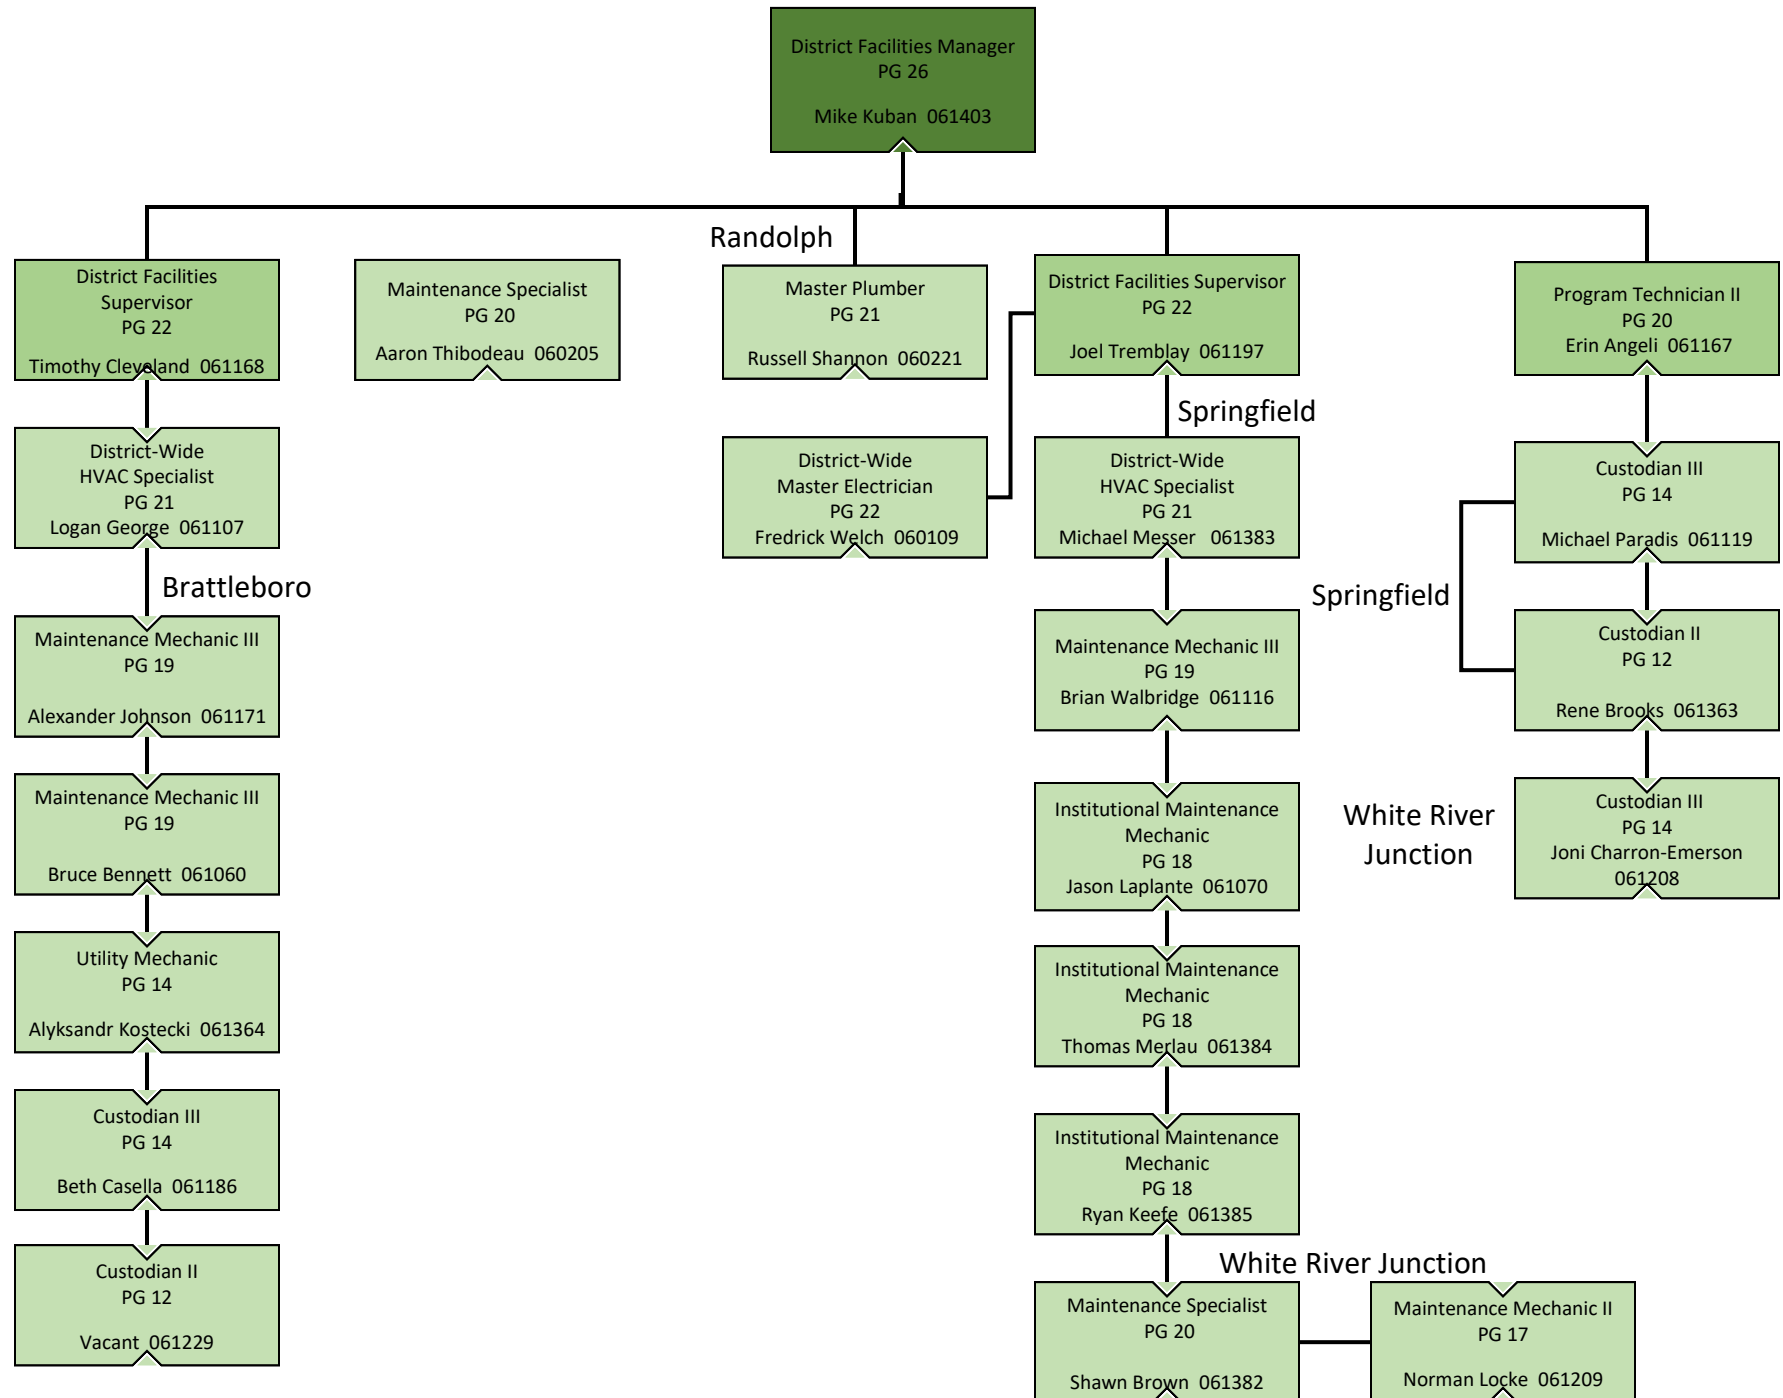 District Facilities Manager
PG 26
Mike Kuban 061403
Randolph
District Facilities
Supervisor
PG 22
Timothy Cleveland 061168
Maintenance Specialist
PG 20
Aaron Thibodeau 060205
Master Plumber
PG 21
Russell Shannon 060221
District Facilities Supervisor
PG 22
Joel Tremblay 061197
Program Technician II
PG 20
Erin Angeli 061167
Springfield
District-Wide
HVAC Specialist
PG 21
Logan George 061107
District-Wide
Master Electrician
PG 22
Fredrick Welch 060109
District-Wide
HVAC Specialist
PG 21
Michael Messer 061383
Custodian III
PG 14
Michael Paradis 061119
Brattleboro
Springfield
Maintenance Mechanic III
PG 19
Alexander Johnson 061171
Maintenance Mechanic III
PG 19
Brian Walbridge 061116
Custodian II
PG 12
Rene Brooks 061363
Maintenance Mechanic III
PG 19
Bruce Bennett 061060
Institutional Maintenance
Mechanic
PG 18
Jason Laplante 061070
White River
Junction
Custodian III
PG 14
Joni Charron-Emerson
061208
Utility Mechanic
PG 14
Alyksandr Kostecki 061364
Institutional Maintenance
Mechanic
PG 18
Thomas Merlau 061384
Custodian III
PG 14
Beth Casella 061186
Institutional Maintenance
Mechanic
PG 18
Ryan Keefe 061385
Custodian II
PG 12
Vacant 061229
White River Junction
Maintenance Specialist
PG 20
Shawn Brown 061382
Maintenance Mechanic II
PG 17
Norman Locke 061209